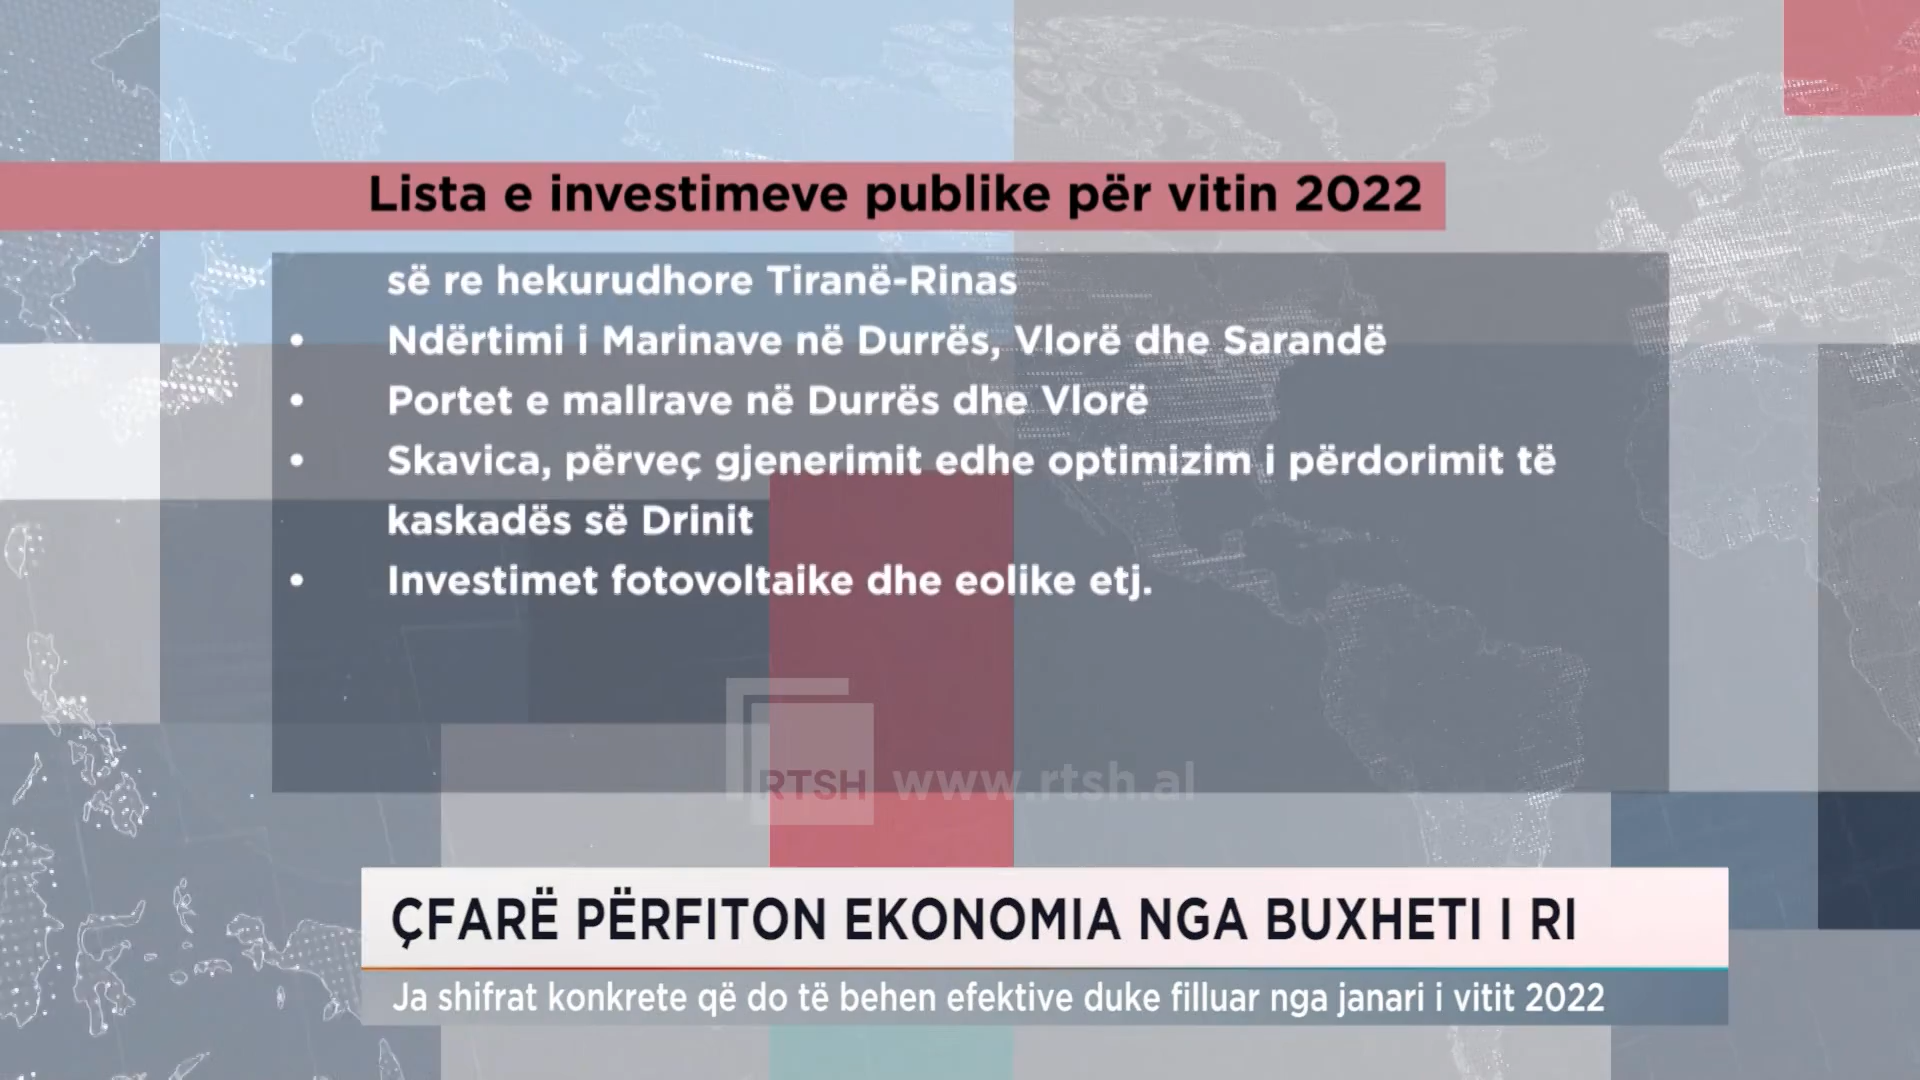 Lista e investimeve publike për vitin 2022
së re hekurudhore Tiranë-Rinas
• Ndërtimi i Marinave në Durrës, Vlorë dhe Sarandë
• Portet e mallrave në Durrës dhe Vlorë
• Skavica, përveç gjenerimit edhe optimizim i përdorimit të
kaskadës së Drinit
• Investimet fotovoltaike dhe eolike etj.
RTSH www.rtsh.al
ÇFARË PËRFITON EKONOMIA NGA BUXHETI I RI
Ja shifrat konkrete që do të behen efektive duke filluar nga janari i vitit 2022